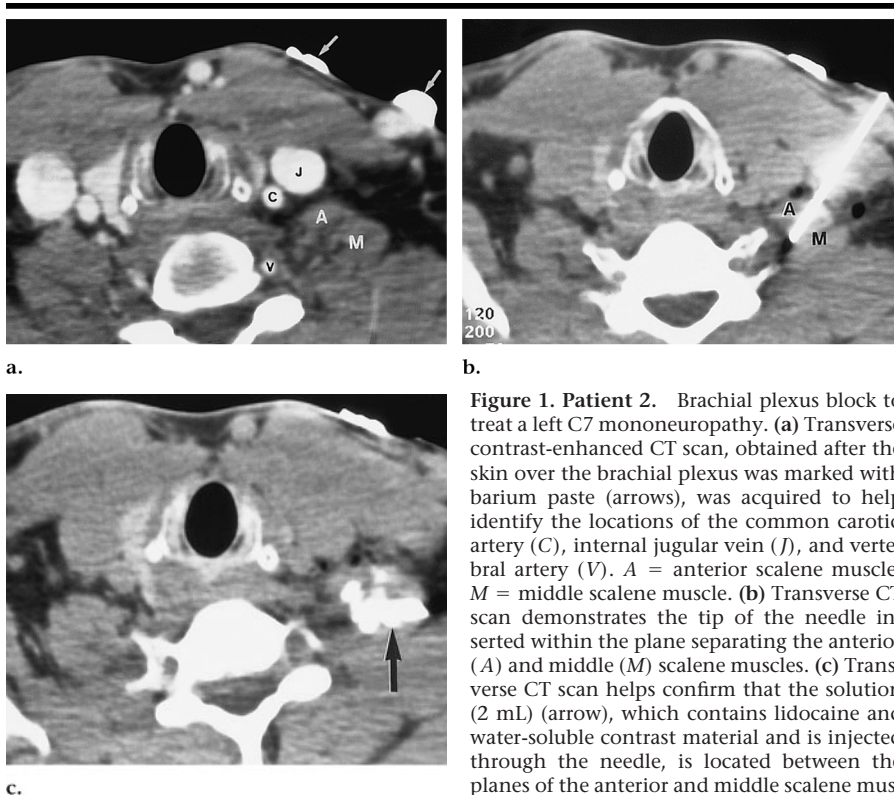 J
C
A
M
V
A
M
120
200
a.
b.
c.
Figure 1. Patient 2. Brachial plexus block to
treat a left C7 mononeuropathy. (a) Transverse
contrast-enhanced CT scan, obtained after the
skin over the brachial plexus was marked with
barium paste (arrows), was acquired to help
identify the locations of the common carotid
artery (C), internal jugular vein (J), and verte
bral artery (V). A = anterior scalene muscle
M = middle scalene muscle. (b) Transverse CT
scan demonstrates the tip of the needle in
serted within the plane separating the anterior
(A) and middle (M) scalene muscles. (c) Trans
verse CT scan helps confirm that the solution
(2 mL) (arrow), which contains lidocaine and
water-soluble contrast material and is injected
through the needle, is located between the
planes of the anterior and middle scalene mus